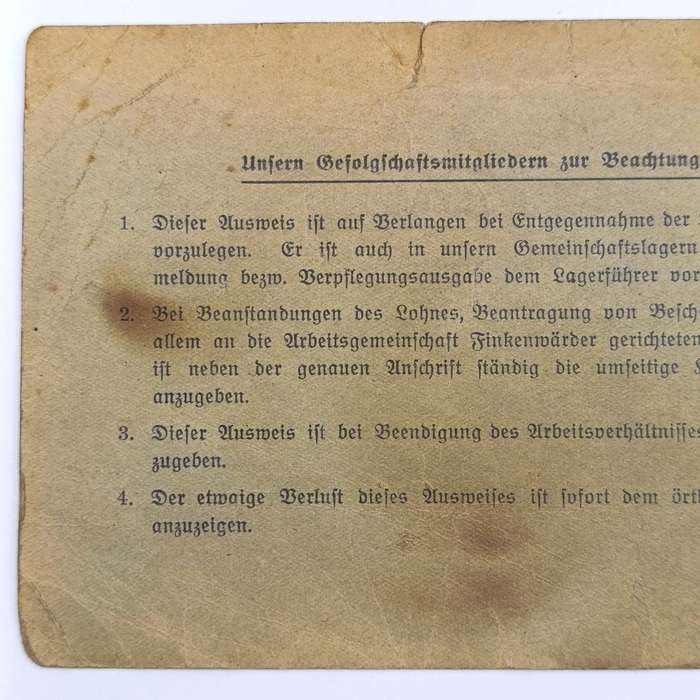 Unsern Gefolgschaftsmitgliedern zur Beachtung
1. Dieser Ausweis ist auf Verlangen bei Entgegennahme der
vorzulegen. Er ist auch in unsern Gemeinschaftslagern
meldung bezw. Verpflegungsausgabe dem Lagerführer vor
2. Bei Beanstandungen des Lohnes, Beantragung von Besch
allem an die Arbeitsgemeinschaft Finkenwärder gerichteten
ist neben der genauen Anschrift ständig die umseitige
anzugeben.
3. Dieser Ausweis ist bei Beendigung des Arbeitsverhältnisses
zugeben.
4. Der etwaige Verlust dieses Ausweises ist sofort dem örtl
anzuzeigen.